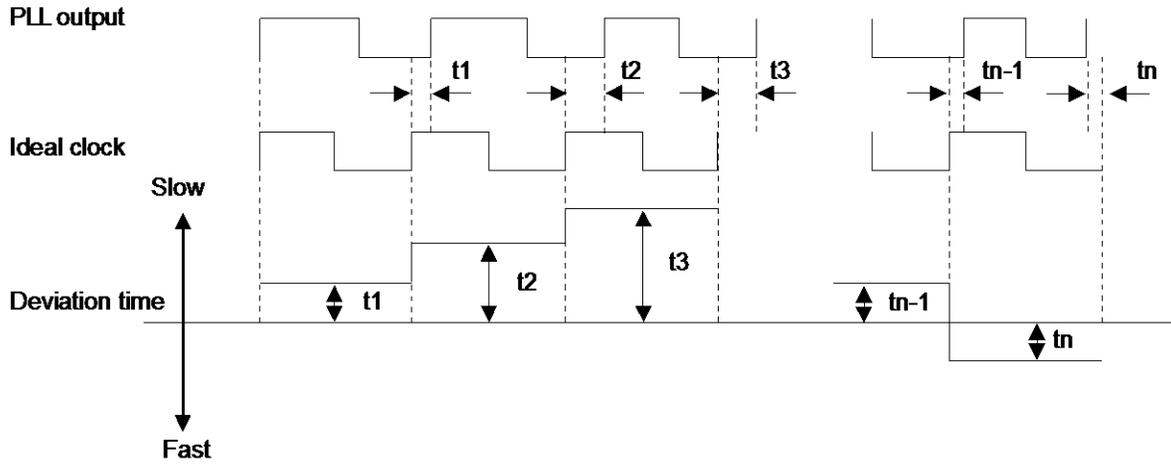 PLL output
t1
t2
t3
tn-1
tn
Ideal clock
Slow
Deviation time
t1
t2
t3
tn-1
tn
Fast